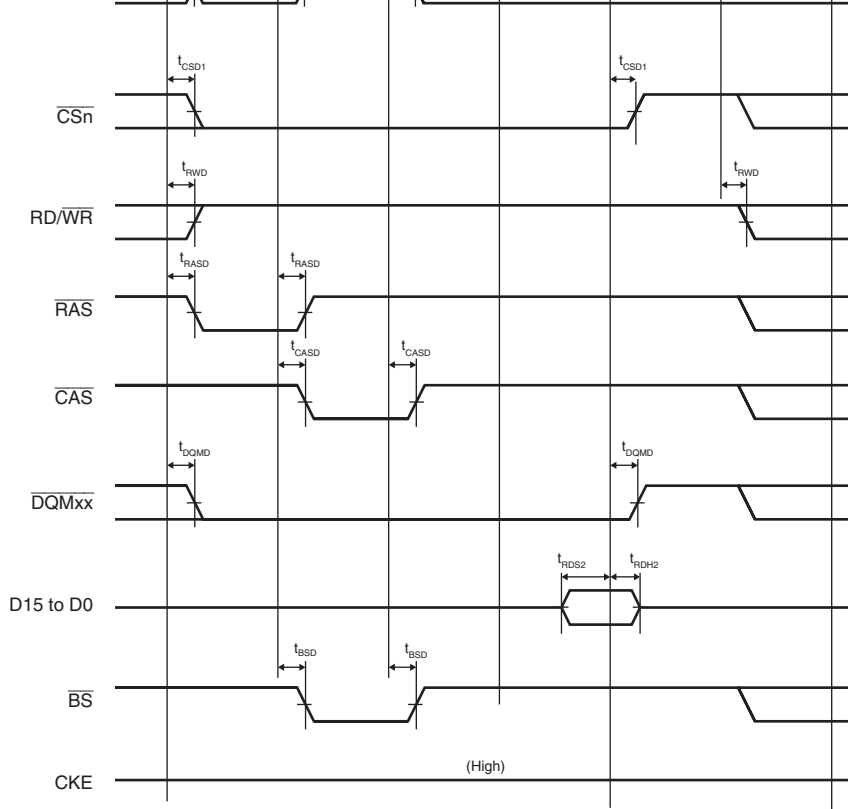 tCSD1 tCSD1
CSn
tRWD tRWD
RD/WR
tRASD tRASD
RAS
tCASD tCASD
CAS
tDQMD tDQMD
DQMxx
tRDS2 tRDH2
D15 to D0
tBSD tBSD
BS
(High)
CKE